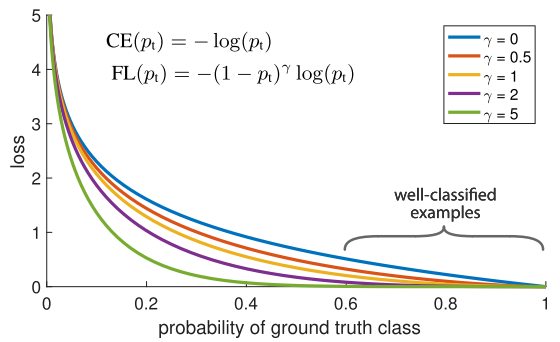 CE(pₜ) = − log(pₜ)
FL(pₜ) = −(1 − pₜ)^γ log(pₜ)
γ = 0
γ = 0.5
γ = 1
γ = 2
γ = 5
well-classified
examples
loss
5
4
3
2
1
0
0
0.2
0.4
0.6
0.8
1
probability of ground truth class